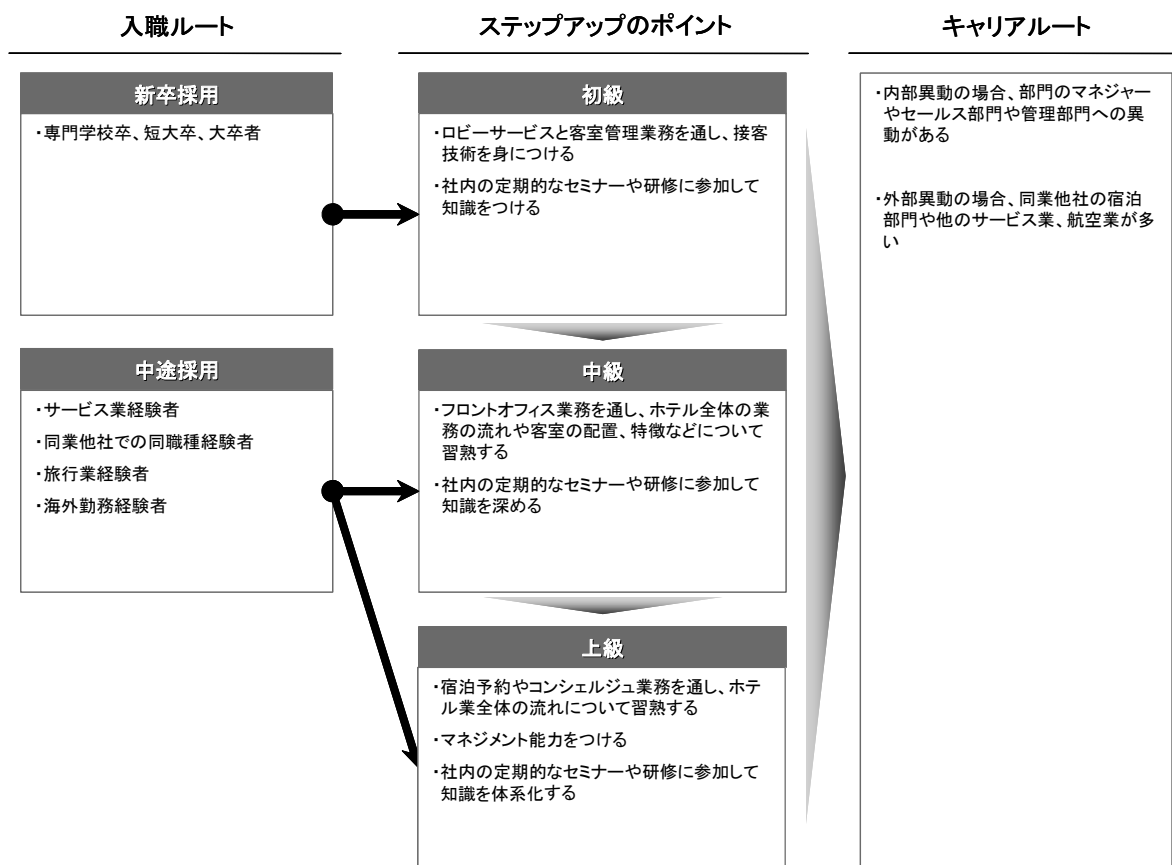 入職ルート
ステップアップのポイント
キャリアルート
新卒採用
・専門学校卒、短大卒、大卒者
中途採用
・サービス業経験者
・同業他社での同職種経験者
・旅行業経験者
・海外勤務経験者
初級
・ロビーサービスと客室管理業務を通し、接客
技術を身につける
・社内の定期的なセミナーや研修に参加して
知識をつける
中級
・フロントオフィス業務を通し、ホテル全体の業
務の流れや客室の配置、特徴などについて
習熟する
・社内の定期的なセミナーや研修に参加して
知識を深める
上級
・宿泊予約やコンシェルジュ業務を通し、ホテ
ル業全体の流れについて習熟する
・マネジメント能力をつける
・社内の定期的なセミナーや研修に参加して
知識を体系化する
・内部異動の場合、部門のマネジャー
やセールス部門や管理部門への異
動がある
・外部異動の場合、同業他社の宿泊
部門や他のサービス業、航空業が多
い